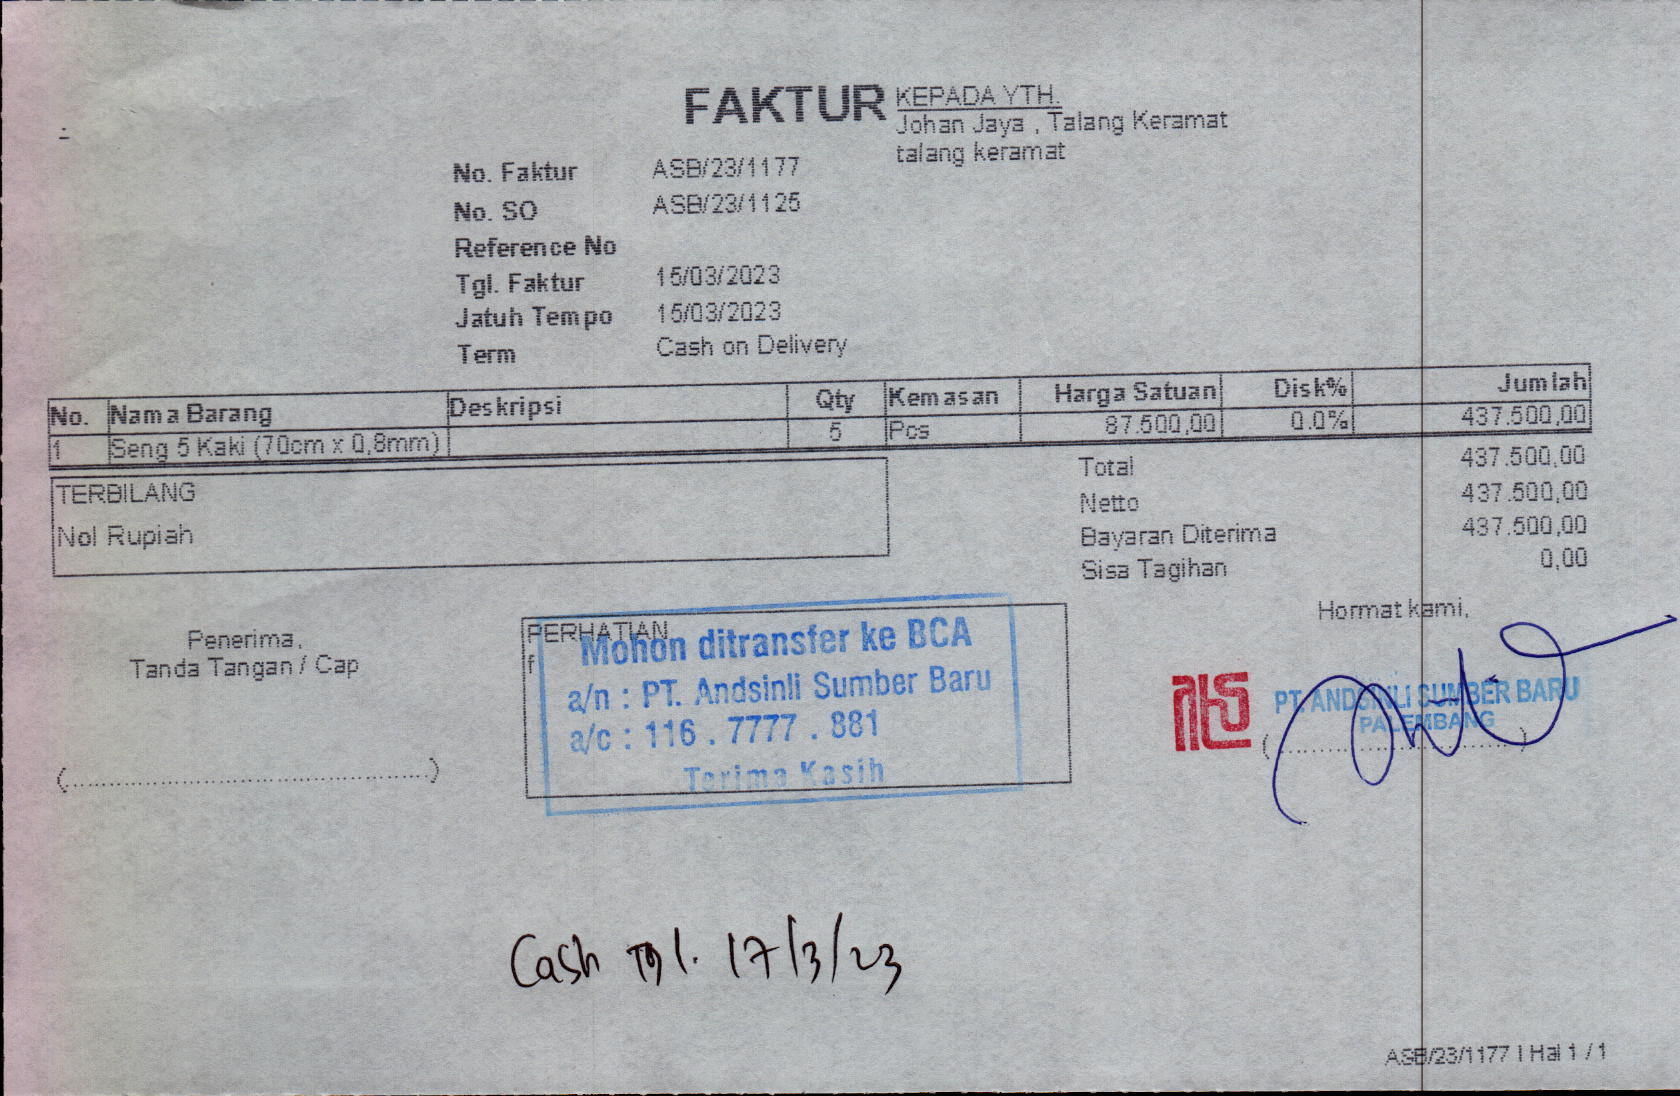 FAKTUR
KEPADA YTH.
Johan Jaya , Talang Keramat
talang keramat
No. Faktur ASB/23/1177
No. SO ASB/23/1125
Reference No
Tgl. Faktur 15/03/2023
Jatuh Tempo 15/03/2023
Term Cash on Delivery
No. Nama Barang Deskripsi Qty Kemasan Harga Satuan Disk% Jumlah
1 Seng 5 Kaki (70cm x 0,8mm) 5 Pcs 87.500,00 0.0% 437.500,00
Total 437.500,00
Netto 437.500,00
Bayaran Diterima 437.500,00
Sisa Tagihan 0,00
TERBILANG
Nol Rupiah
Penerima,
Tanda Tangan / Cap
(........................................................)
PERHATIAN
f
Mohon ditransfer ke BCA
a/n : PT. Andsinli Sumber Baru
a/c : 116 . 7777 . 881
Terima Kasih
Hormat kami,
PT. ANDSINLI SUMBER BARU
PALEMBANG
(........................................)
Cash Tgl. 17/3/23
ASB/23/1177 | Hal 1 / 1